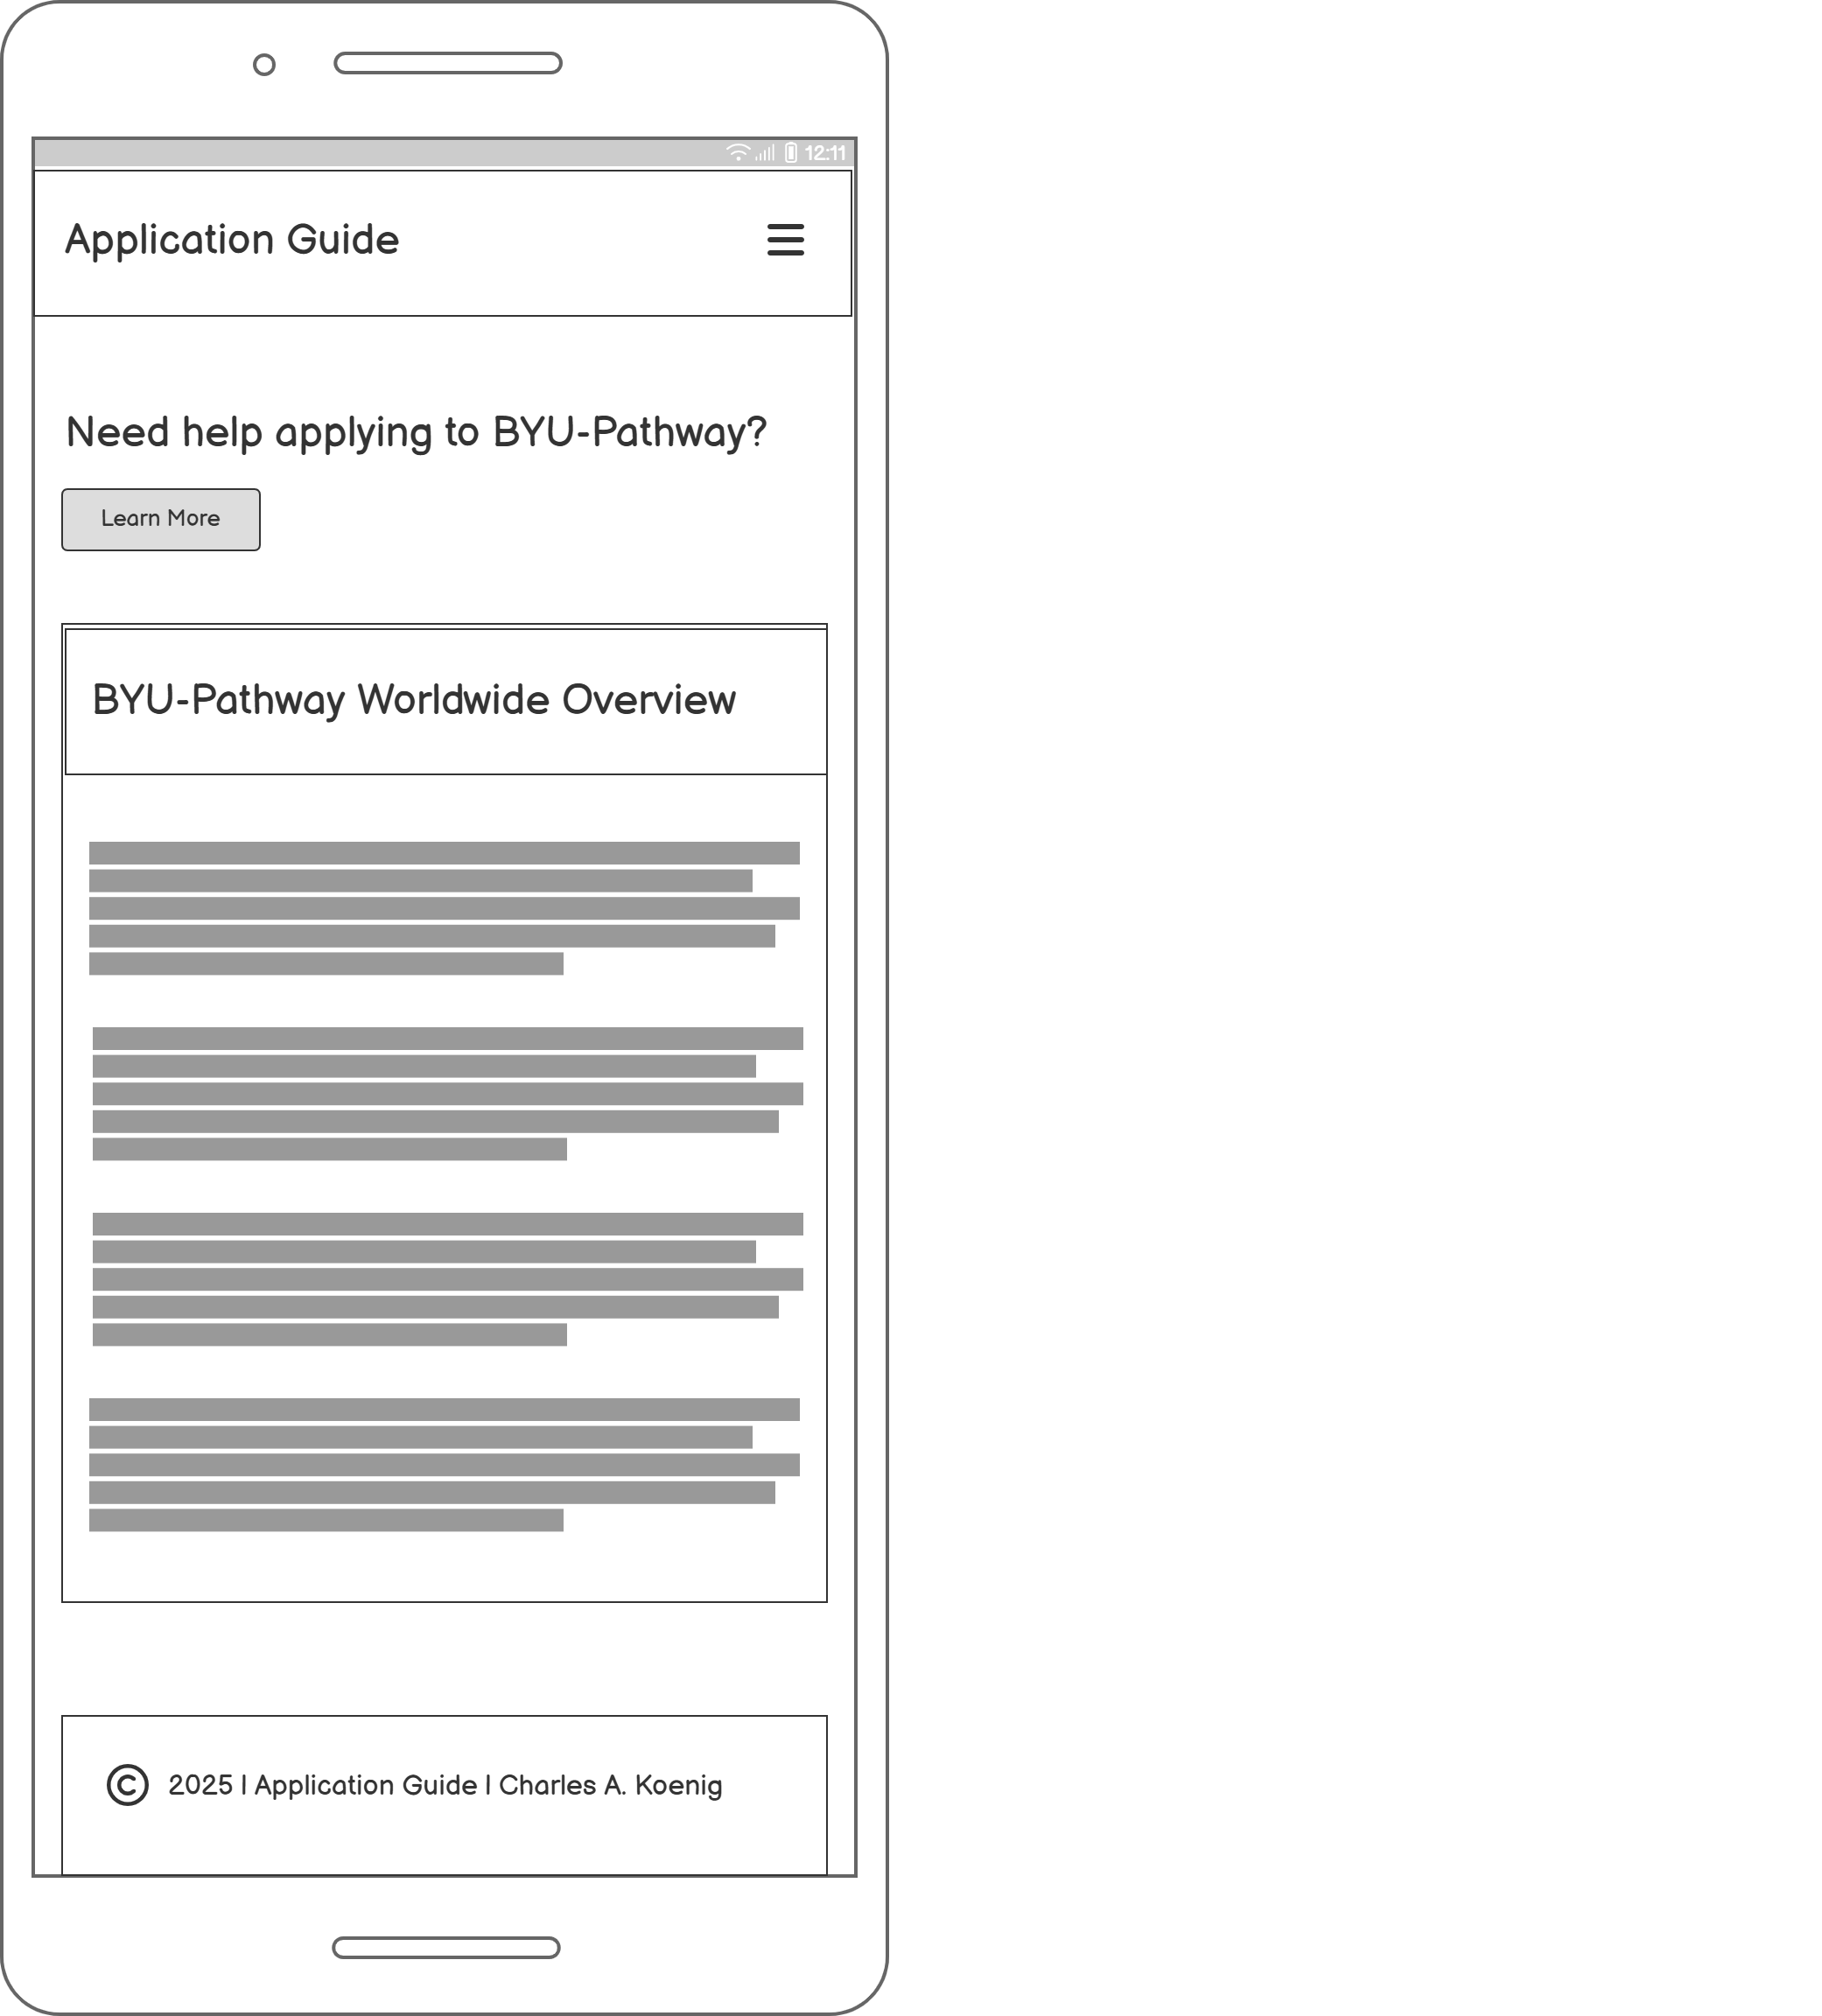 12:11
Application Guide
Need help applying to BYU-Pathway?
Learn More
BYU-Pathway Worldwide Overview
© 2025 | Application Guide | Charles A. Koenig